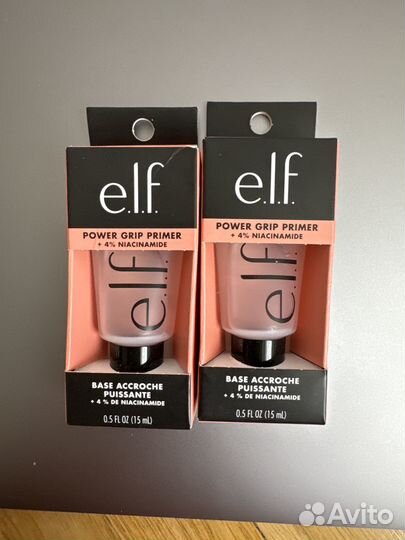 e.l.f.
POWER GRIP PRIMER
+ 4% NIACINAMIDE
e.l.f
BASE ACCROCHE
PUISSANTE
+ 4 % DE NIACINAMIDE
0.5 FL OZ (15 mL)
e.l.f.
POWER GRIP PRIMER
+ 4% NIACINAMIDE
e.l.f
BASE ACCROCHE
PUISSANTE
+ 4 % DE NIACINAMIDE
0.5 FL OZ (15 mL)
Avito